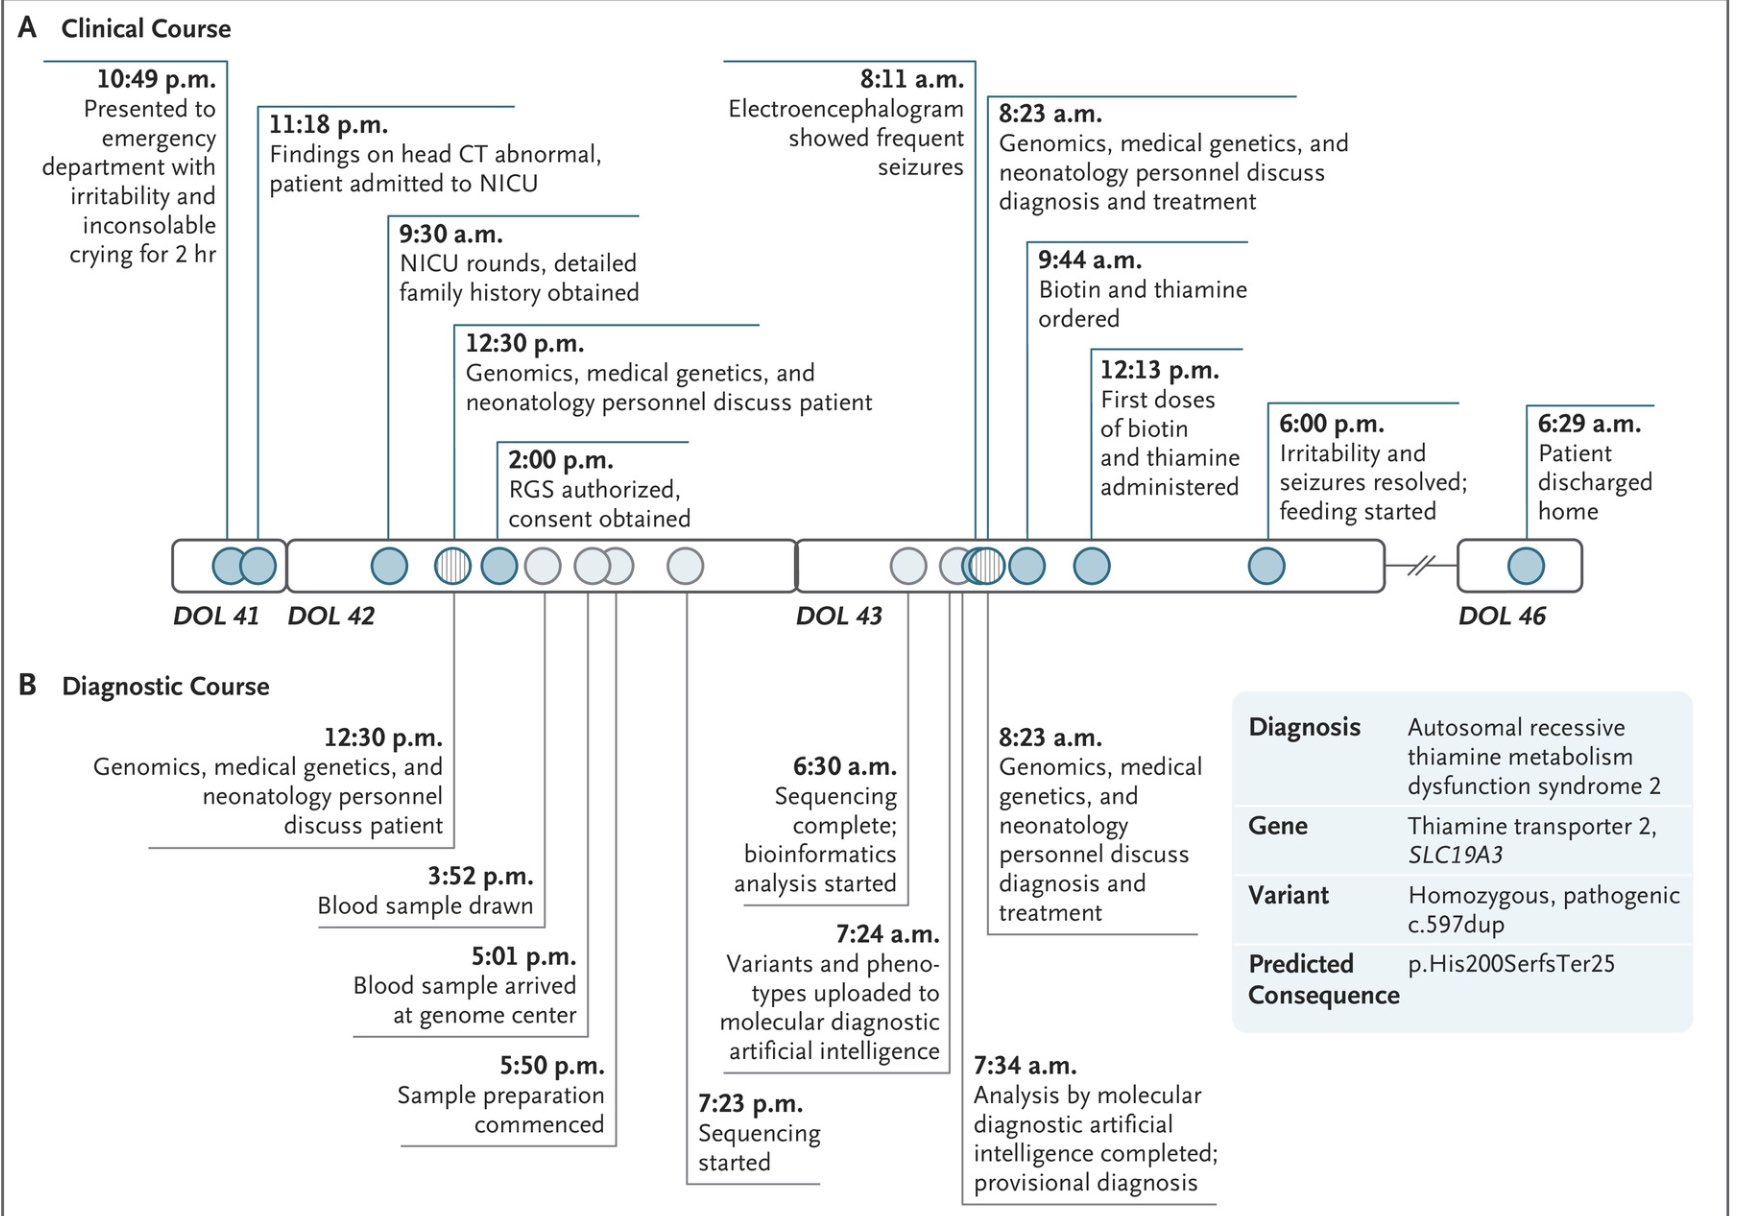 A Clinical Course
10:49 p.m.
Presented to
emergency
department with
irritability and
inconsolable
crying for 2 hr
11:18 p.m.
Findings on head CT abnormal,
patient admitted to NICU
9:30 a.m.
NICU rounds, detailed
family history obtained
12:30 p.m.
Genomics, medical genetics, and
neonatology personnel discuss patient
2:00 p.m.
RGS authorized,
consent obtained
8:11 a.m.
Electroencephalogram
showed frequent
seizures
8:23 a.m.
Genomics, medical genetics, and
neonatology personnel discuss
diagnosis and treatment
9:44 a.m.
Biotin and thiamine
ordered
12:13 p.m.
First doses
of biotin
and thiamine
administered
6:00 p.m.
Irritability and
seizures resolved;
feeding started
6:29 a.m.
Patient
discharged
home
DOL 41
DOL 42
DOL 43
DOL 46
B Diagnostic Course
12:30 p.m.
Genomics, medical genetics, and
neonatology personnel
discuss patient
3:52 p.m.
Blood sample drawn
5:01 p.m.
Blood sample arrived
at genome center
5:50 p.m.
Sample preparation
commenced
7:23 p.m.
Sequencing
started
6:30 a.m.
Sequencing
complete;
bioinformatics
analysis started
7:24 a.m.
Variants and pheno-
types uploaded to
molecular diagnostic
artificial intelligence
7:34 a.m.
Analysis by molecular
diagnostic artificial
intelligence completed;
provisional diagnosis
8:23 a.m.
Genomics, medical
genetics, and
neonatology
personnel discuss
diagnosis and
treatment
Diagnosis Autosomal recessive
thiamine metabolism
dysfunction syndrome 2
Gene Thiamine transporter 2,
SLC19A3
Variant Homozygous, pathogenic
c.597dup
Predicted p.His200SerfsTer25
Consequence